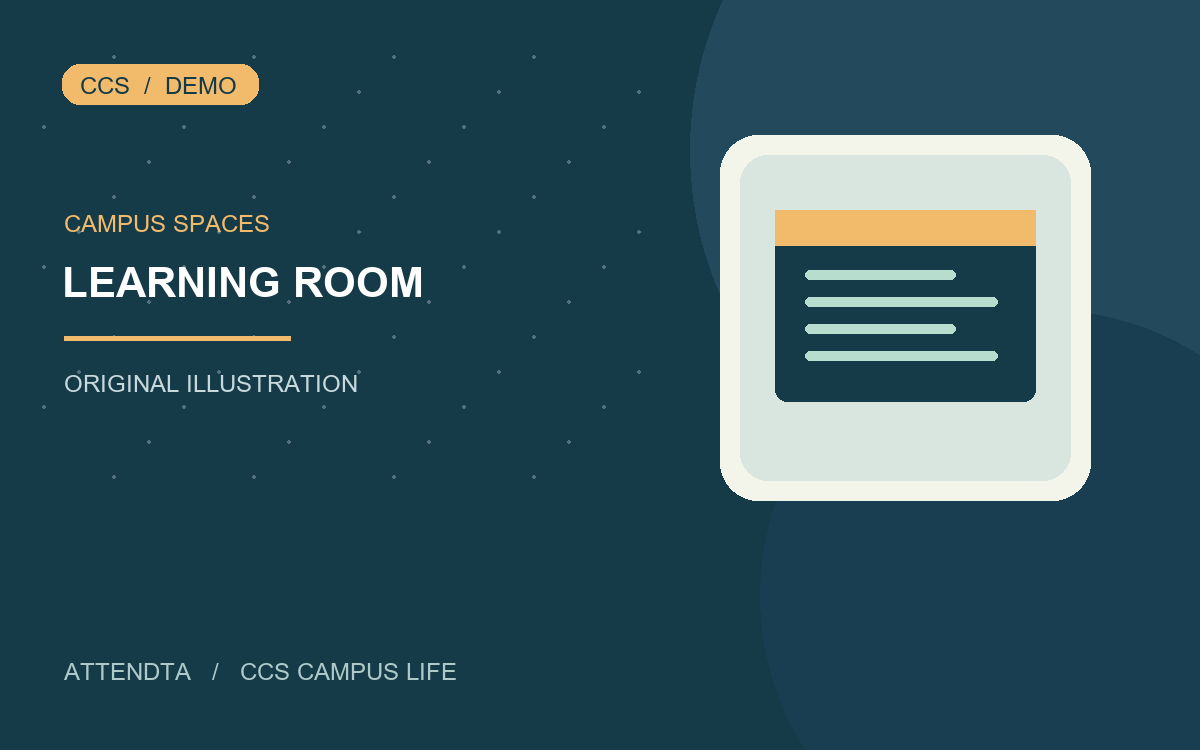 CCS / DEMO
CAMPUS SPACES
LEARNING ROOM
ORIGINAL ILLUSTRATION
ATTENDTA / CCS CAMPUS LIFE